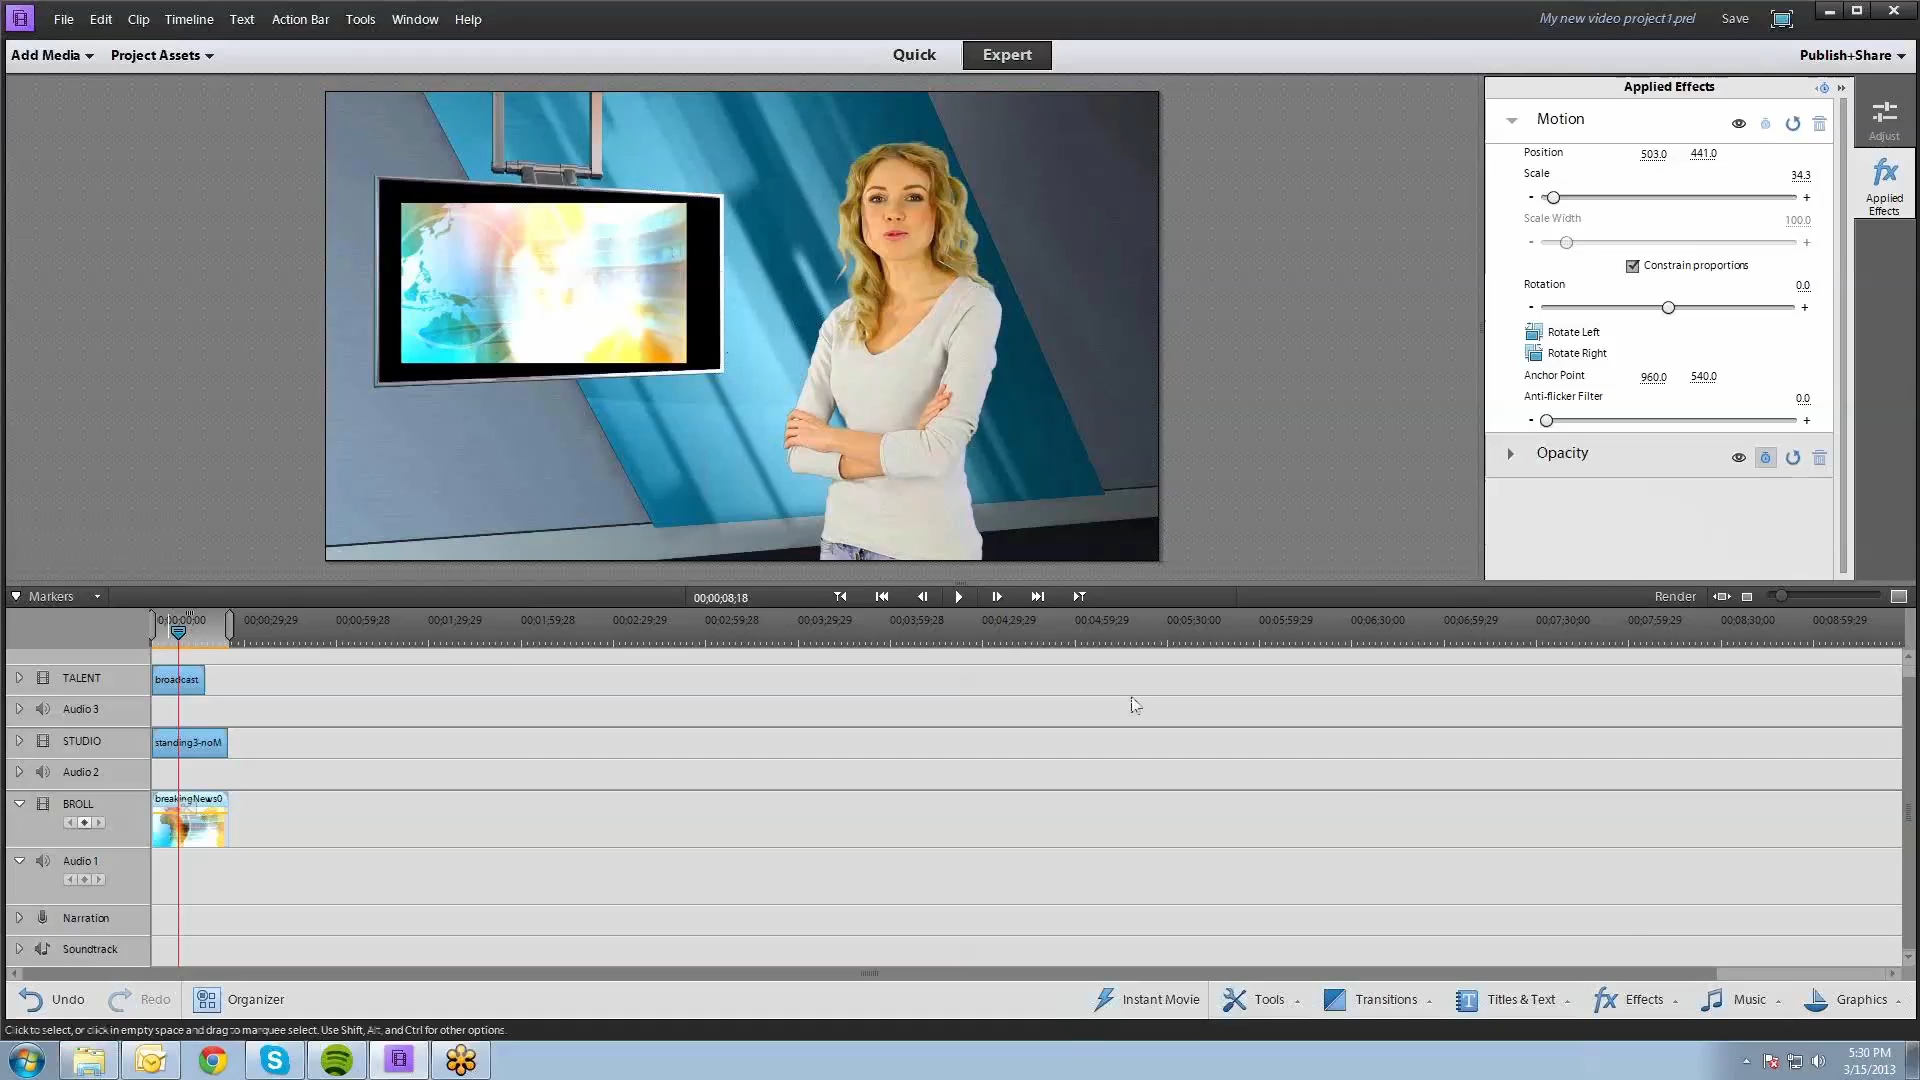 File Edit Clip Timeline Text Action Bar Tools Window Help
My new video project1.prel Save
Add Media Project Assets Quick Expert Publish+Share
Applied Effects
Motion
Adjust
Position 503.0 441.0
Scale 34.3
- +
Scale Width 100.0
- +
fx
Applied
Effects
Constrain proportions
Rotation 0.0
- +
Rotate Left
Rotate Right
Anchor Point 960.0 540.0
Anti-flicker Filter 0.0
- +
Opacity
Markers 00;00;08;18 Render
00;00;29;29 00;00;59;28 00;01;29;29 00;01;59;28 00;02;29;29 00;02;59;28 00;03;29;29 00;03;59;28 00;04;29;29 00;04;59;29 00;05;30;00 00;05;59;29 00;06;30;00 00;06;59;29 00;07;30;00 00;07;59;29 00;08;30;00 00;08;59;29
TALENT broadcast
Audio 3
STUDIO standing3-noM
Audio 2
BROLL breakingNews0
Audio 1
Narration
Soundtrack
Undo Redo Organizer Instant Movie Tools Transitions Titles & Text fx Effects Music Graphics
Click to select, or click in empty space and drag to marquee select. Use Shift, Alt, and Ctrl for other options.
5:30 PM
3/15/2013